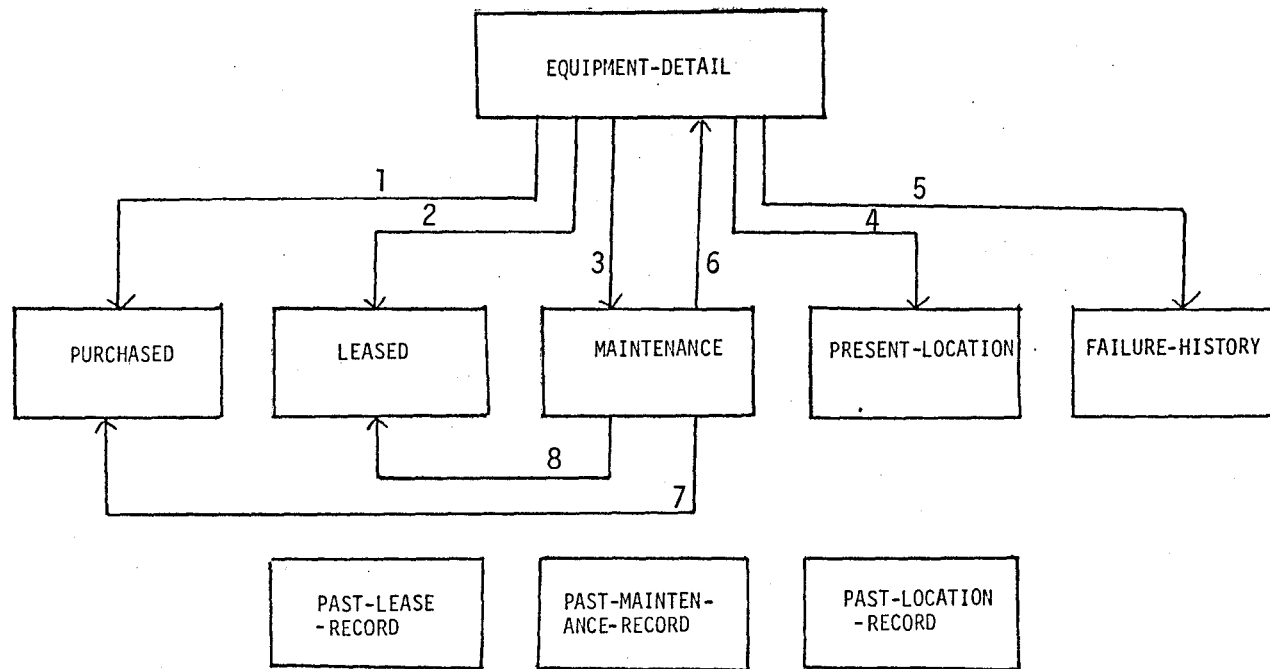 EQUIPMENT-DETAIL
1
2
3
6
4
5
PURCHASED
LEASED
MAINTENANCE
PRESENT-LOCATION
FAILURE-HISTORY
8
7
PAST-LEASE
-RECORD
PAST-MAINTEN-
ANCE-RECORD
PAST-LOCATION
-RECORD